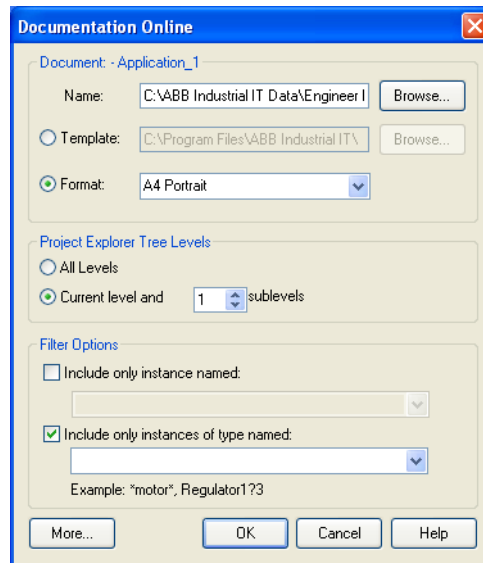 Documentation Online
Document: - Application_1
Name: C:\ABB Industrial IT Data\Engineer I Browse...
Template: C:\Program Files\ABB Industrial IT\ Browse...
Format: A4 Portrait
Project Explorer Tree Levels
All Levels
Current level and 1 sublevels
Filter Options
Include only instance named:
Include only instances of type named:
Example: *motor*, Regulator1?3
More... OK Cancel Help